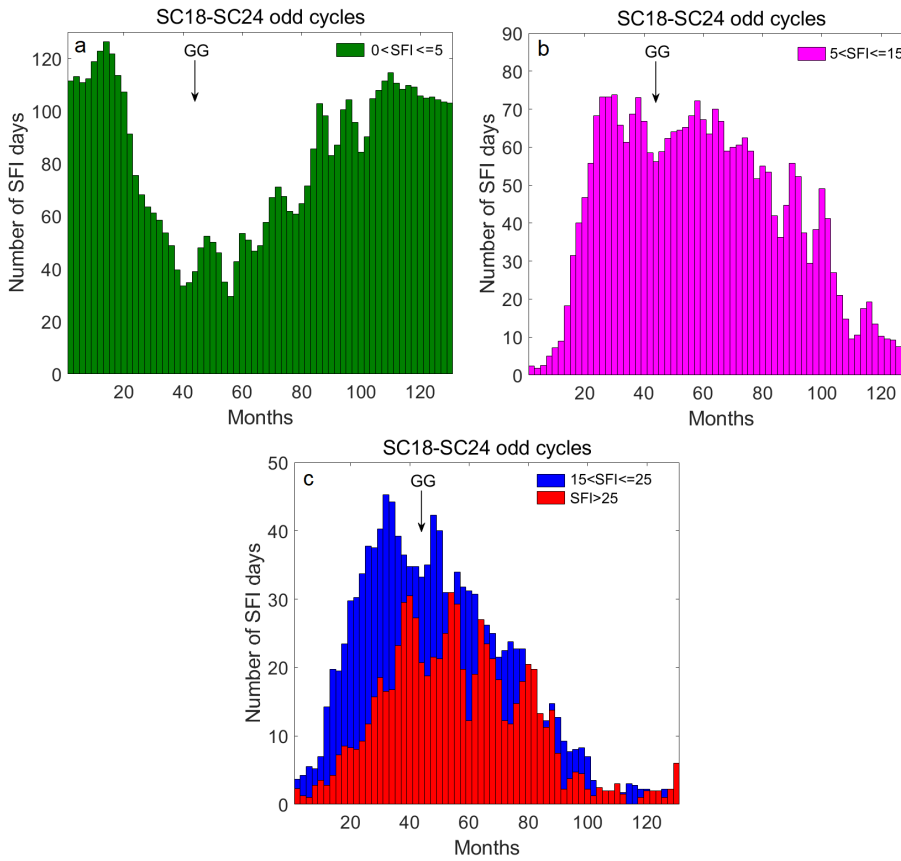 SC18-SC24 odd cycles
a
GG
0<SFI<=5
120
100
80
60
40
20
0
Number of SFI days
20
40
60
80
100
120
Months
SC18-SC24 odd cycles
b
GG
5<SFI<=15
90
80
70
60
50
40
30
20
10
0
Number of SFI days
20
40
60
80
100
120
Months
SC18-SC24 odd cycles
c
GG
15<SFI<=25
SFI>25
50
40
30
20
10
0
Number of SFI days
20
40
60
80
100
120
Months